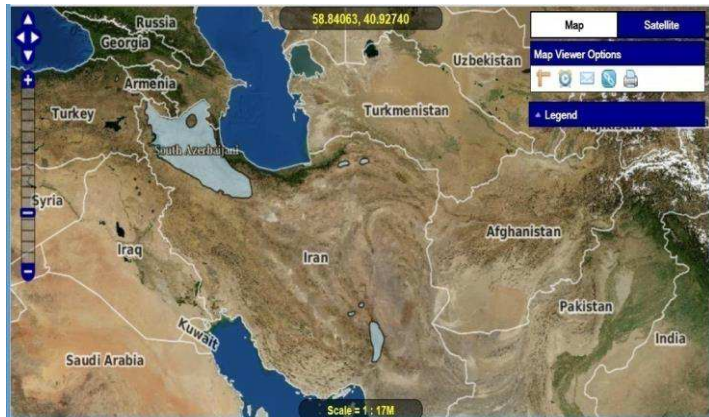 58.84063, 40.92740
Map
Satellite
Map Viewer Options
Legend
Russia
Georgia
Uzbekistan
Armenia
Turkey
Turkmenistan
South Azerbaijani
Syria
Afghanistan
Iraq
Iran
Pakistan
Kuwait
India
Saudi Arabia
Scale = 1 : 17M